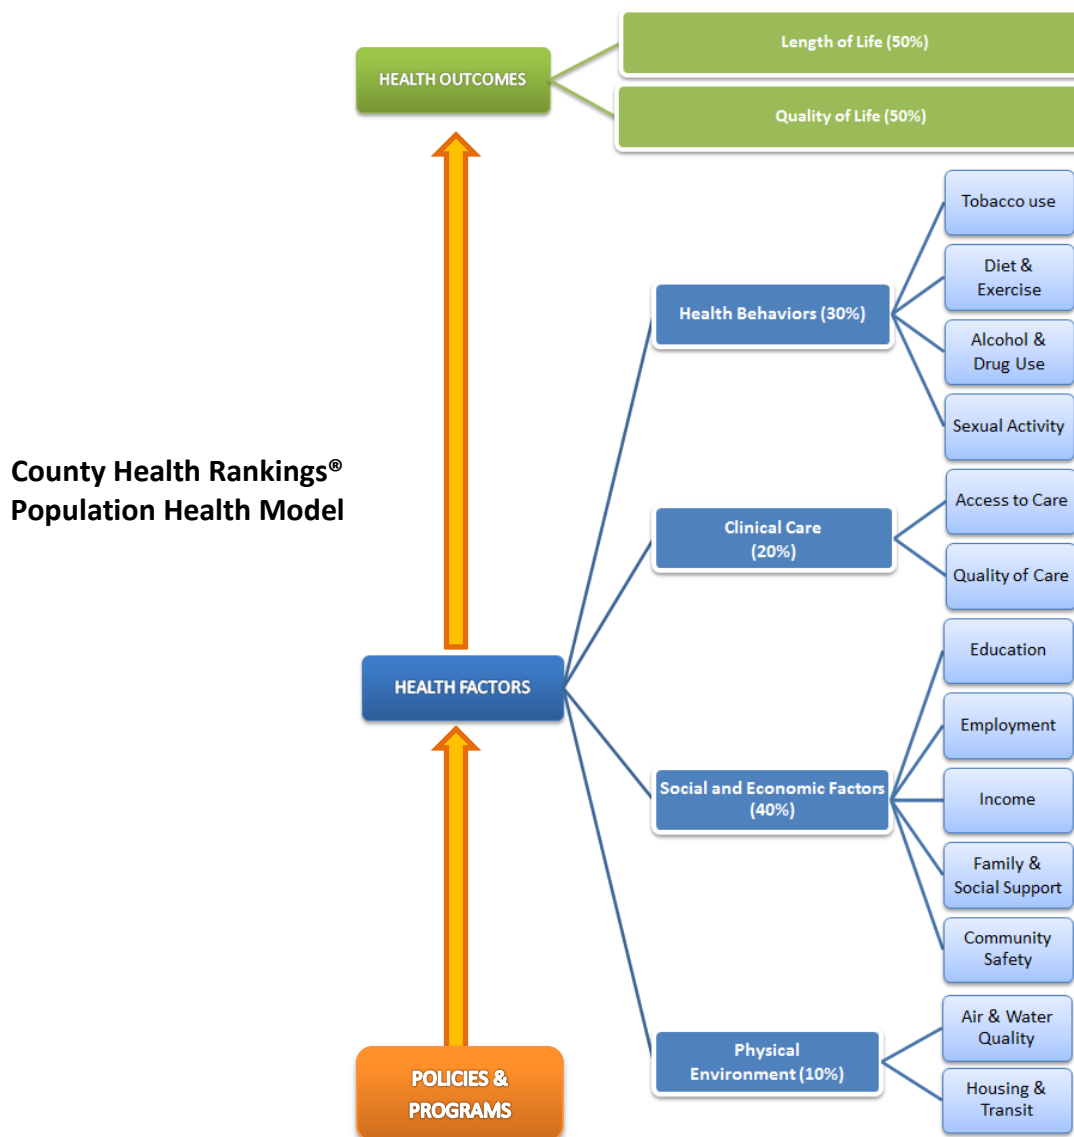 HEALTH OUTCOMES
Length of Life (50%)
Quality of Life (50%)
Tobacco use
Diet &
Exercise
Health Behaviors (30%)
Alcohol &
Drug Use
Sexual Activity
County Health Rankings®
Population Health Model
Access to Care
Clinical Care
(20%)
Quality of Care
Education
HEALTH FACTORS
Employment
Social and Economic Factors
(40%)
Income
Family &
Social Support
Community
Safety
Air & Water
Quality
Physical
Environment (10%)
Housing &
Transit
POLICIES &
PROGRAMS